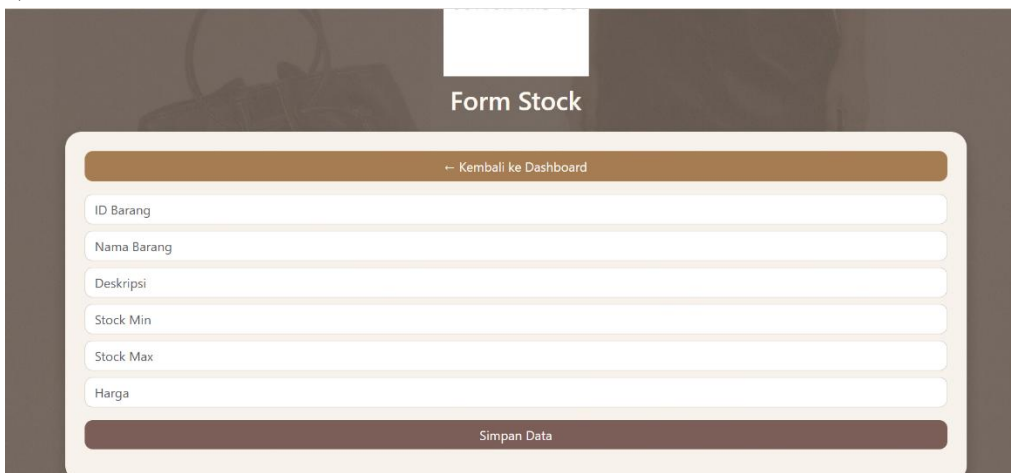 Form Stock
← Kembali ke Dashboard
ID Barang
Nama Barang
Deskripsi
Stock Min
Stock Max
Harga
Simpan Data